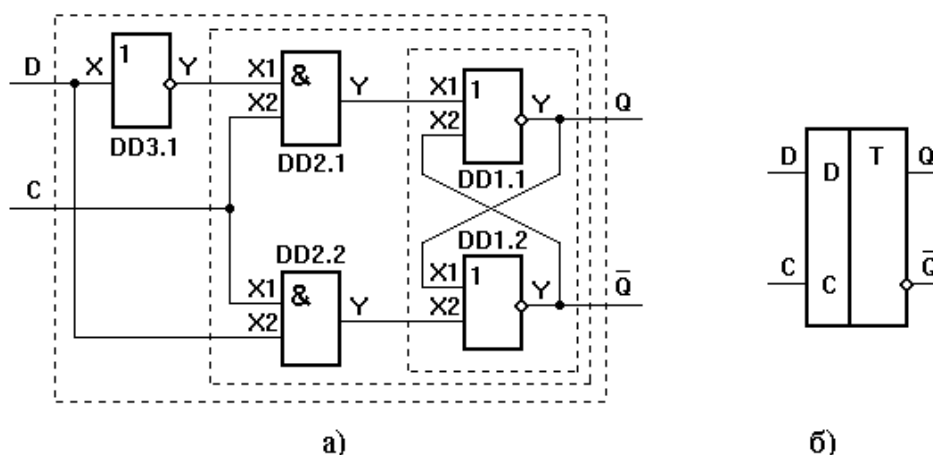 D X 1 Y X1 & Y X1 1 Y Q
X2 X2
DD3.1 DD2.1 DD1.1
C
DD2.2 DD1.2
X1 & Y X1 1 Y Q̅
X2 X2
D D T Q
C C Q̅
а) б)